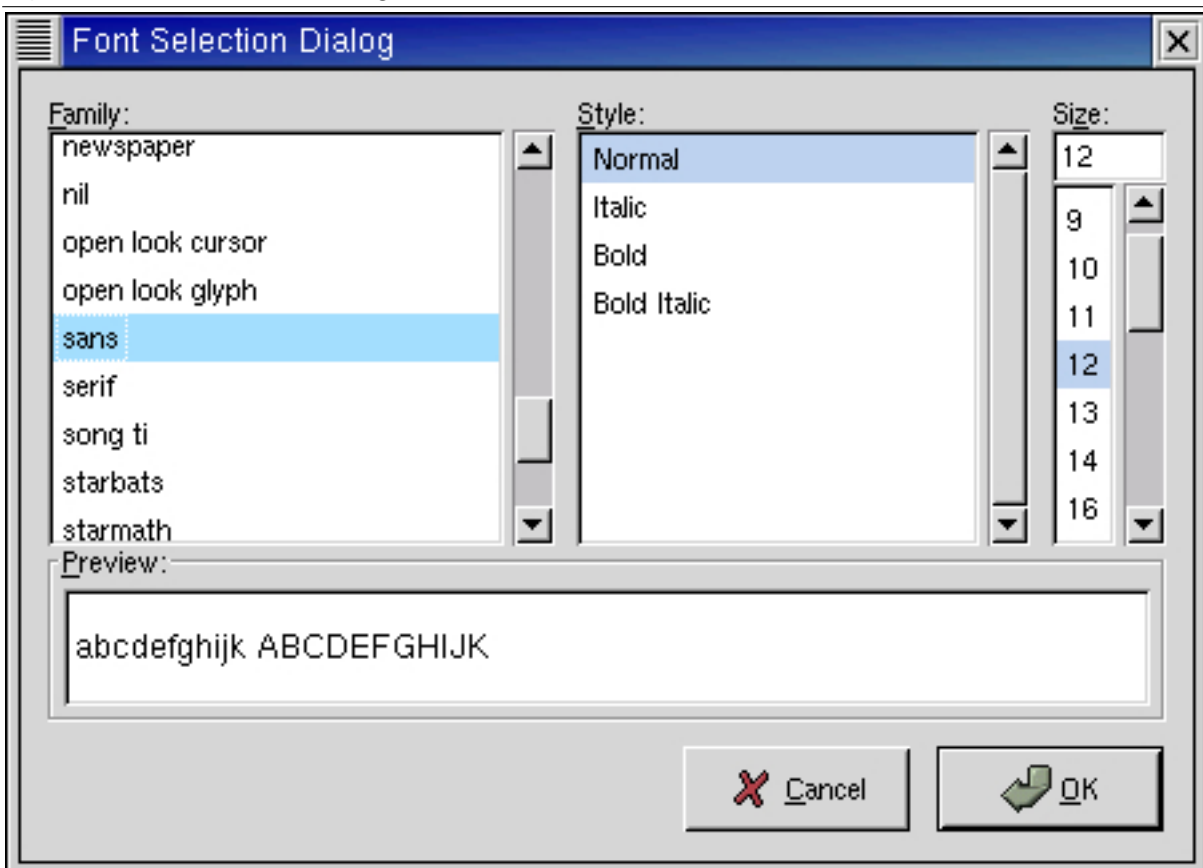 Font Selection Dialog
Family:
newspaper
nil
open look cursor
open look glyph
sans
serif
song ti
starbats
starmath
Style:
Normal
Italic
Bold
Bold Italic
Size:
12
9
10
11
12
13
14
16
Preview:
abcdefghijk ABCDEFGHIJK
Cancel
OK